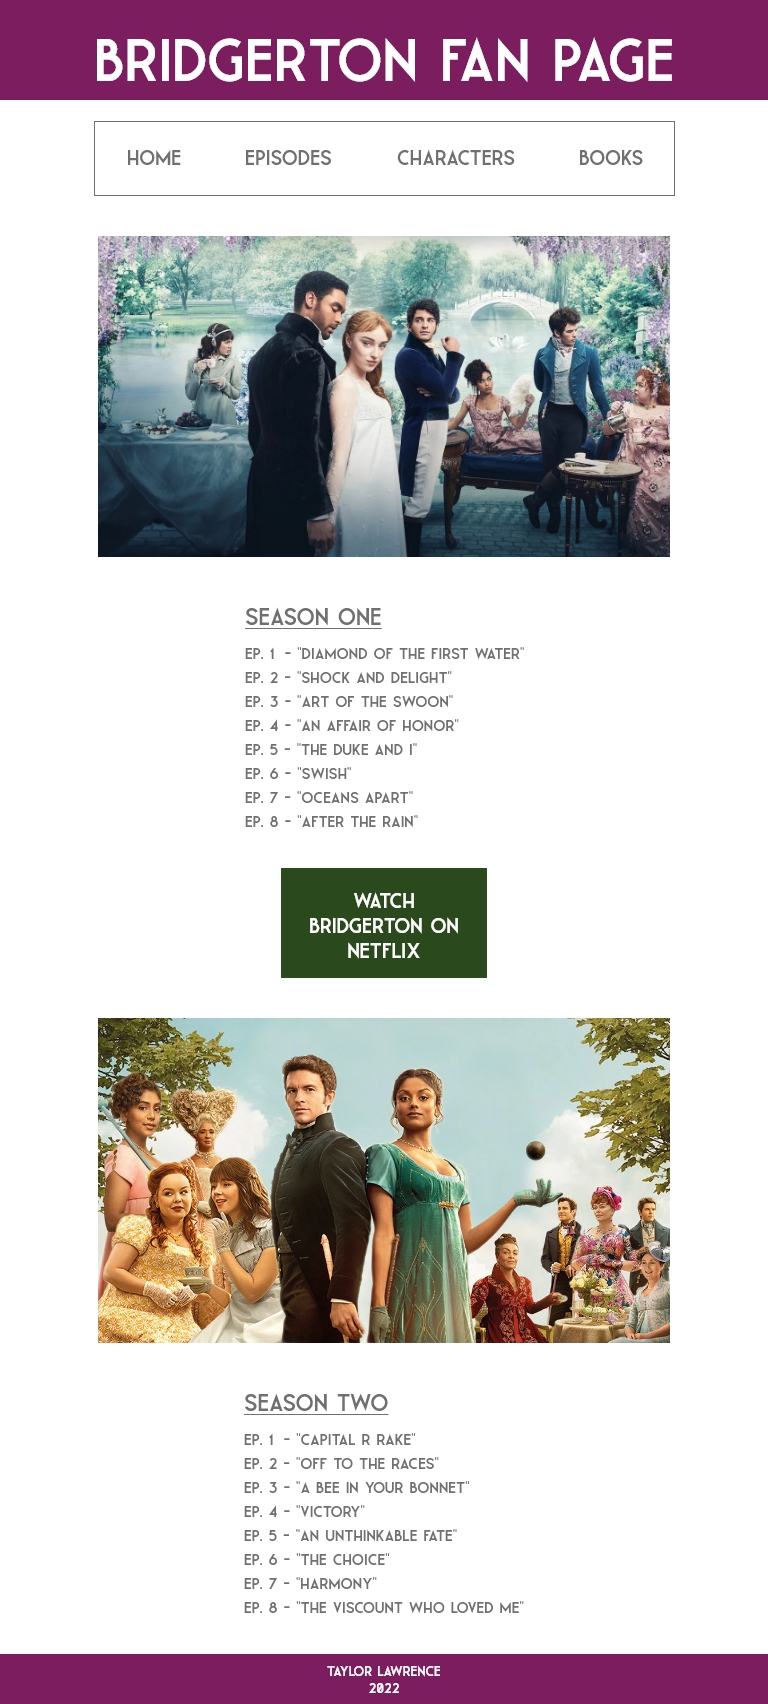 BRIDGERTON FAN PAGE
HOME EPISODES CHARACTERS BOOKS
SEASON ONE
EP. 1 - "DIAMOND OF THE FIRST WATER"
EP. 2 - "SHOCK AND DELIGHT"
EP. 3 - "ART OF THE SWOON"
EP. 4 - "AN AFFAIR OF HONOR"
EP. 5 - "THE DUKE AND I"
EP. 6 - "SWISH"
EP. 7 - "OCEANS APART"
EP. 8 - "AFTER THE RAIN"
WATCH
BRIDGERTON ON
NETFLIX
SEASON TWO
EP. 1 - "CAPITAL R RAKE"
EP. 2 - "OFF TO THE RACES"
EP. 3 - "A BEE IN YOUR BONNET"
EP. 4 - "VICTORY"
EP. 5 - "AN UNTHINKABLE FATE"
EP. 6 - "THE CHOICE"
EP. 7 - "HARMONY"
EP. 8 - "THE VISCOUNT WHO LOVED ME"
TAYLOR LAWRENCE
2022